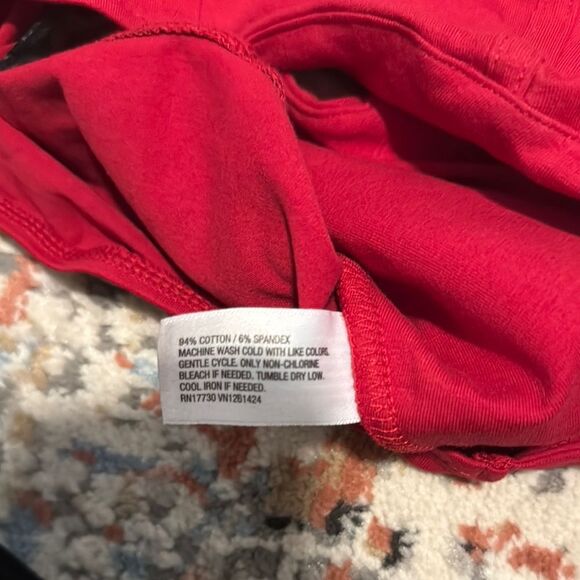 94% COTTON / 6% SPANDEX
MACHINE WASH COLD WITH LIKE COLORS.
GENTLE CYCLE. ONLY NON-CHLORINE
BLEACH IF NEEDED. TUMBLE DRY LOW.
COOL IRON IF NEEDED.
RN17730 VN1281424